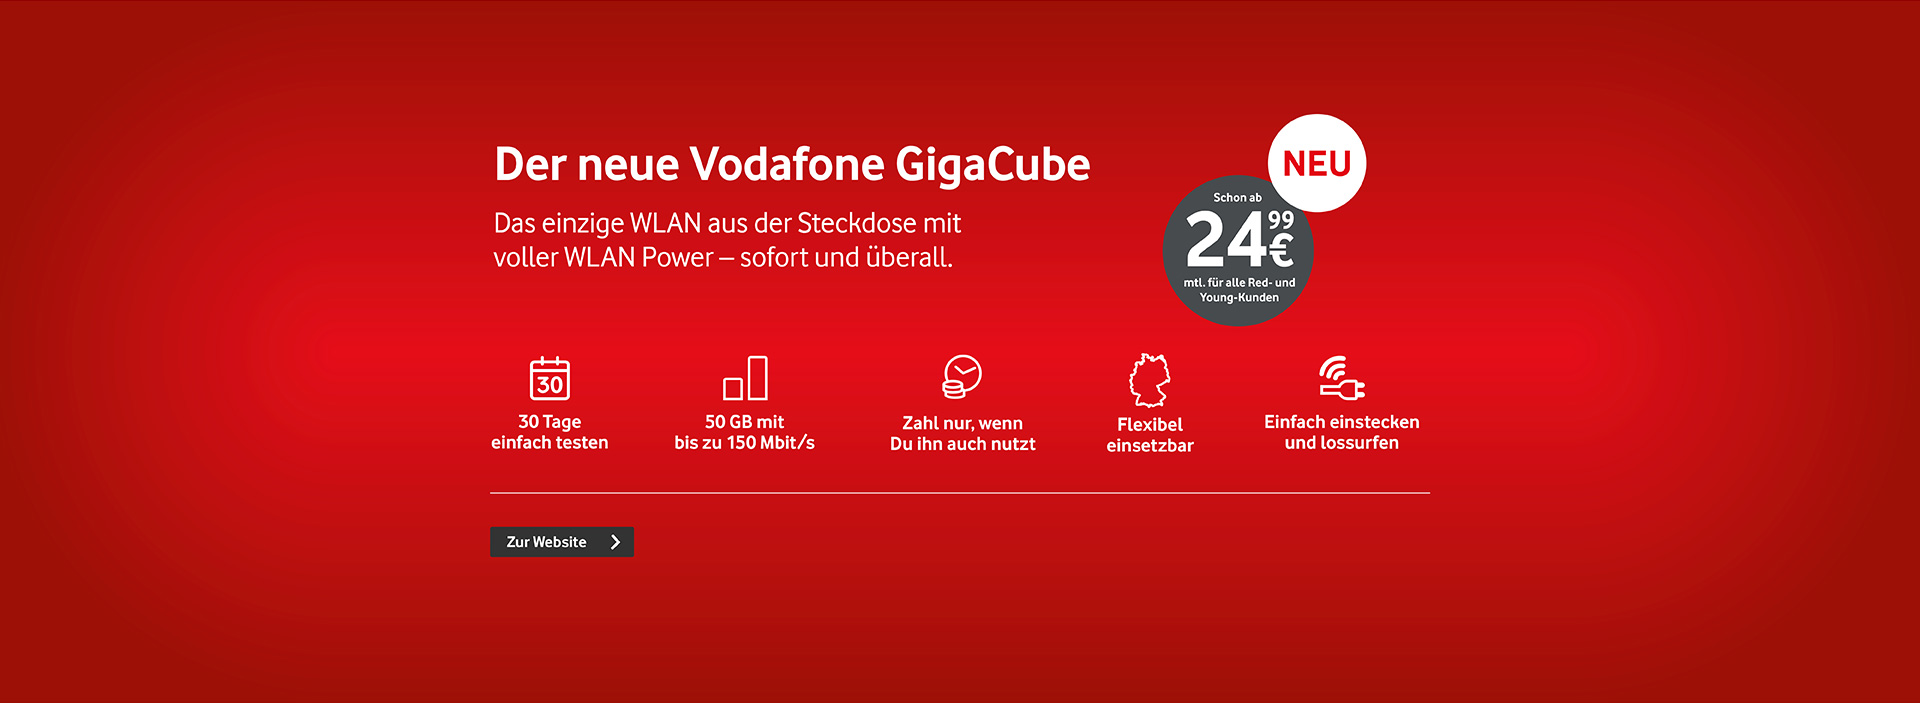 Der neue Vodafone GigaCube
NEU
Das einzige WLAN aus der Steckdose mit
voller WLAN Power – sofort und überall.
Schon ab
24 99 €
mtl. für alle Red- und
Young-Kunden
30
30 Tage
einfach testen
50 GB mit
bis zu 150 Mbit/s
Zahl nur, wenn
Du ihn auch nutzt
Flexibel
einsetzbar
Einfach einstecken
und lossurfen
Zur Website